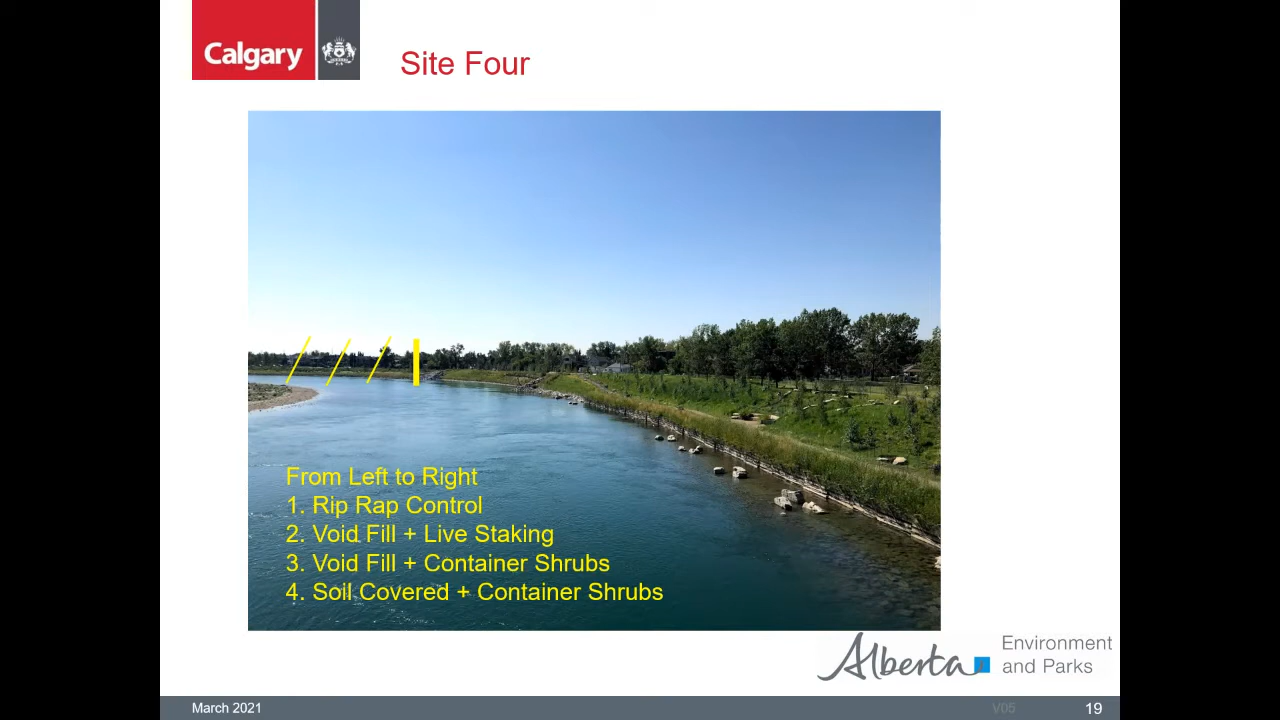 Calgary
Site Four
From Left to Right
1. Rip Rap Control
2. Void Fill + Live Staking
3. Void Fill + Container Shrubs
4. Soil Covered + Container Shrubs
Alberta
Environment
and Parks
March 2021
V05
19